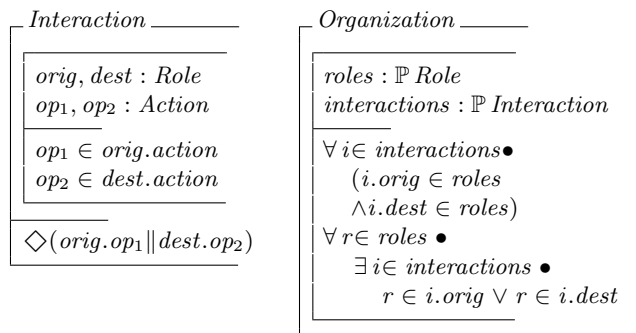 Interaction
orig, dest : Role
op₁, op₂ : Action
op₁ ∈ orig.action
op₂ ∈ dest.action
◇(orig.op₁‖dest.op₂)
Organization
roles : ℙ Role
interactions : ℙ Interaction
∀ i∈ interactions•
(i.orig ∈ roles
∧i.dest ∈ roles)
∀ r∈ roles •
∃ i∈ interactions •
r ∈ i.orig ∨ r ∈ i.dest